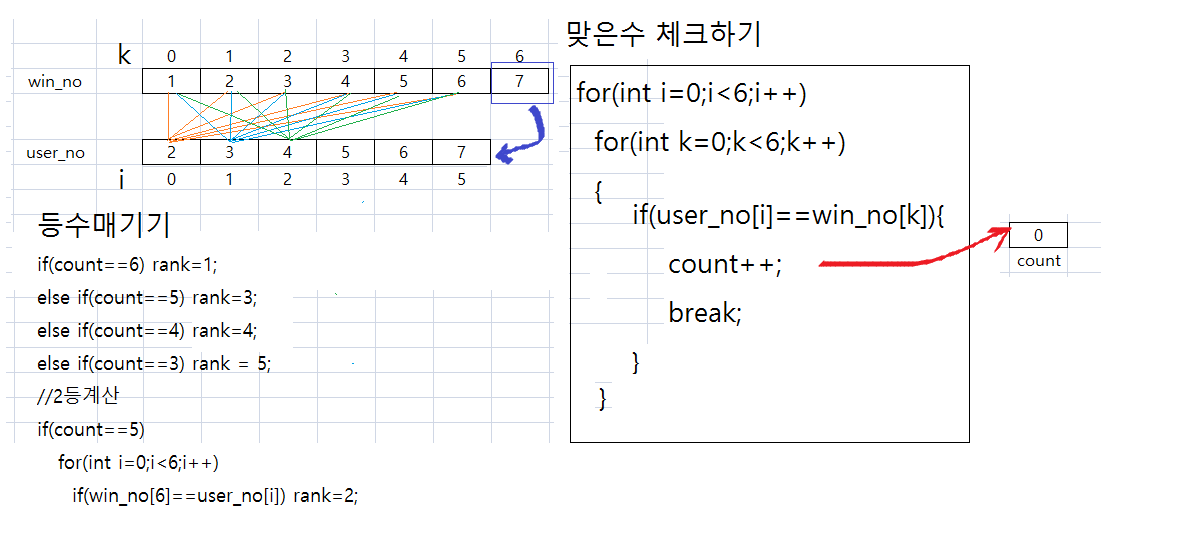 k 0 1 2 3 4 5 6
win_no 1 2 3 4 5 6 7
user_no 2 3 4 5 6 7
i 0 1 2 3 4 5
등수매기기
if(count==6) rank=1;
else if(count==5) rank=3;
else if(count==4) rank=4;
else if(count==3) rank = 5;
//2등계산
if(count==5)
for(int i=0;i<6;i++)
if(win_no[6]==user_no[i]) rank=2;
맞은수 체크하기
for(int i=0;i<6;i++)
for(int k=0;k<6;k++)
{
if(user_no[i]==win_no[k]){
count++;
break;
}
}
0
count